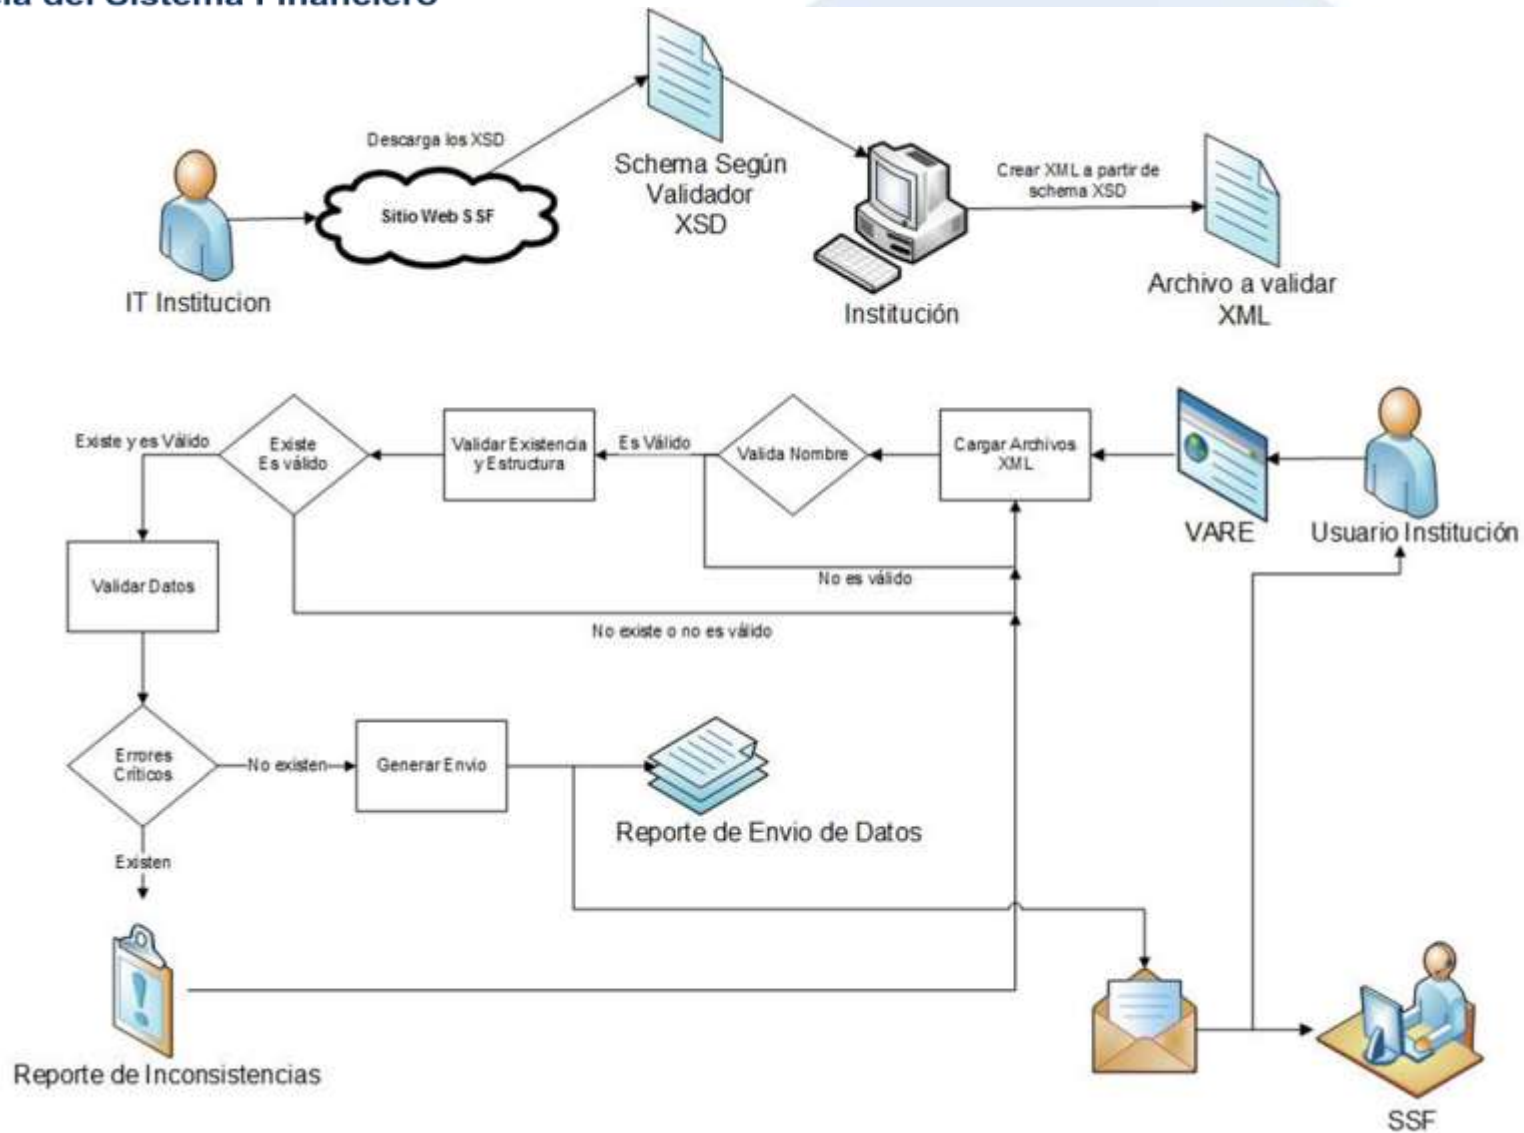 del Sistema Financiero
Descarga los XSD
Sitio Web SSF
IT Institucion
Schema Según
Validador
XSD
Institución
Crear XML a partir de
schema XSD
Archivo a validar
XML
Usuario Institución
VARE
Cargar Archivos
XML
Valida Nombre
Es Válido
No es válido
Validar Existencia
y Estructura
Existe
Es válido
Existe y es Válido
No existe o no es válido
Validar Datos
Errores
Críticos
No existen
Generar Envio
Reporte de Envio de Datos
Existen
Reporte de Inconsistencias
SSF